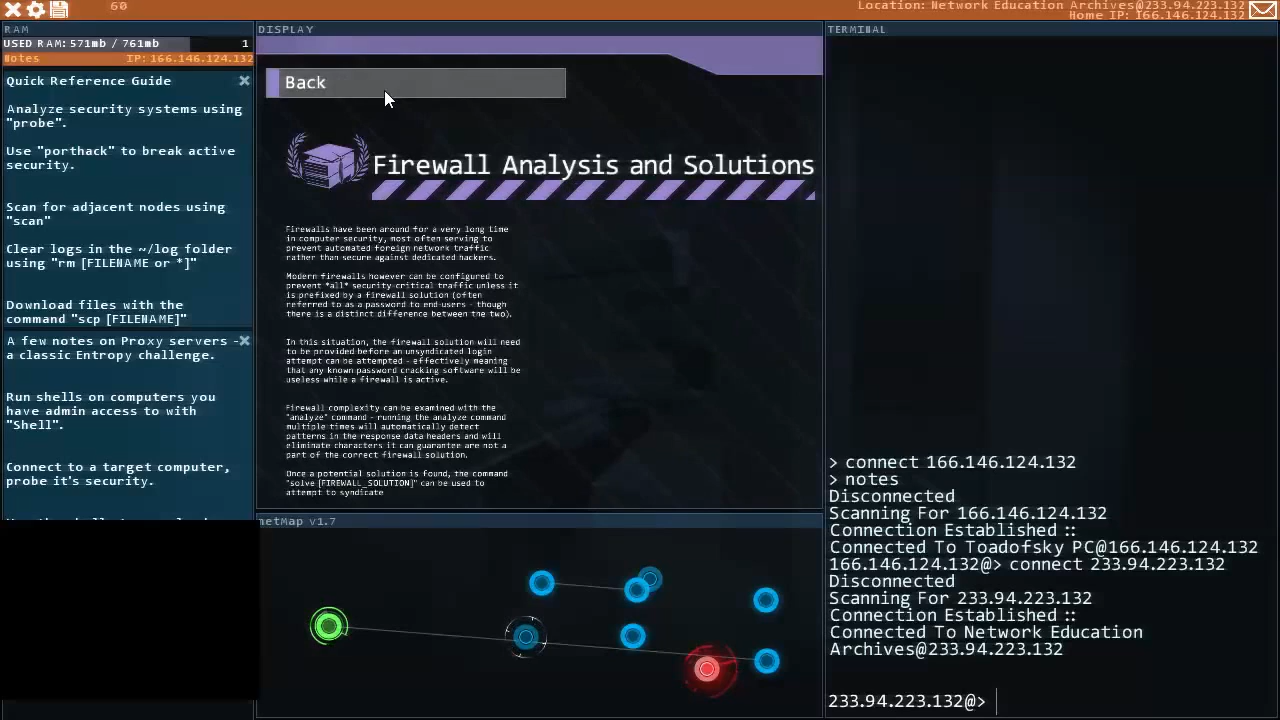 60
Location: Network Education Archives@233.94.223.132
Home IP: 166.146.124.132
RAM
USED RAM: 571mb / 761mb 1
Notes IP: 166.146.124.132
Quick Reference Guide
Analyze security systems using
"probe".
Use "porthack" to break active
security.
Scan for adjacent nodes using
"scan"
Clear logs in the ~/log folder
using "rm [FILENAME or *]"
Download files with the
command "scp [FILENAME]"
A few notes on Proxy servers -
a classic Entropy challenge.
Run shells on computers you
have admin access to with
"Shell".
Connect to a target computer,
probe it's security.
DISPLAY
Back
Firewall Analysis and Solutions
Firewalls have been around for a very long time
in computer security, most often serving to
prevent automated foreign network traffic
rather than secure against dedicated hackers.
Modern firewalls however can be configured to
prevent *all* security-critical traffic unless it
is prefixed by a firewall solution (often
referred to as a password to end-users - though
there is a distinct difference between the two).
In this situation, the firewall solution will need
to be provided before an unsyndicated login
attempt can be attempted - effectively meaning
that any known password cracking software will be
useless while a firewall is active.
Firewall complexity can be examined with the
"analyze" command - running the analyze command
multiple times will automatically detect
patterns in the response data headers and will
eliminate characters it can guarantee are not a
part of the correct firewall solution.
Once a potential solution is found, the command
"solve [FIREWALL_SOLUTION]" can be used to
attempt to syndicate
netMap v1.7
TERMINAL
> connect 166.146.124.132
> notes
Disconnected
Scanning For 166.146.124.132
Connection Established ::
Connected To Toadofsky PC@166.146.124.132
166.146.124.132@> connect 233.94.223.132
Disconnected
Scanning For 233.94.223.132
Connection Established ::
Connected To Network Education
Archives@233.94.223.132
233.94.223.132@>